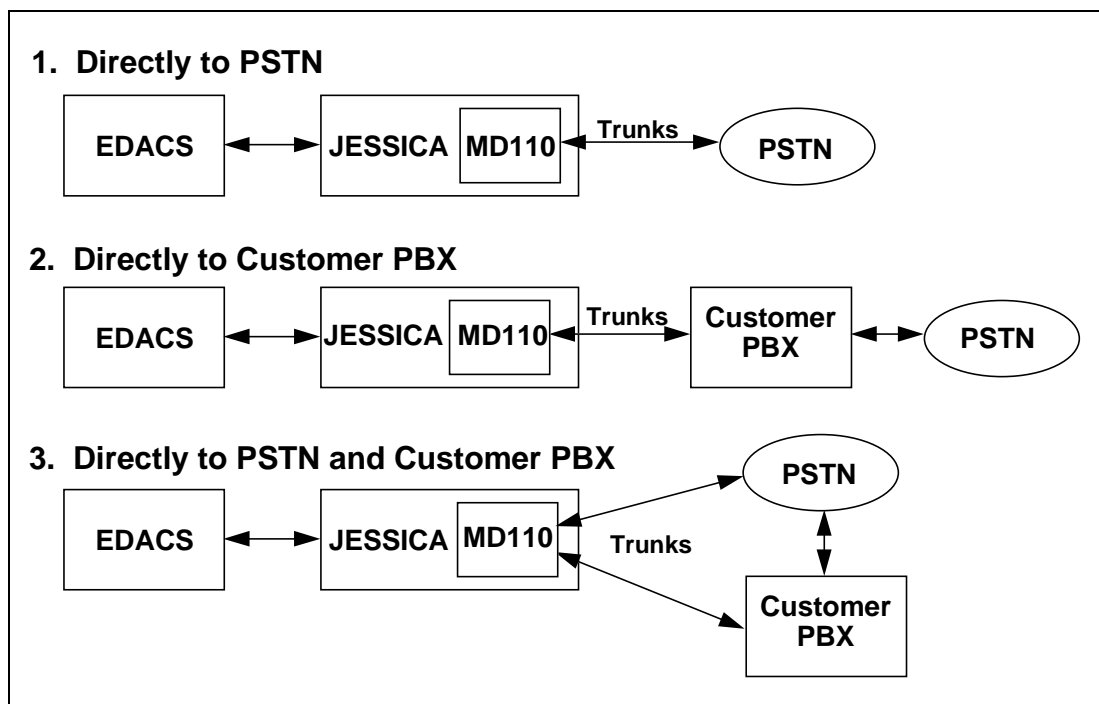 1. Directly to PSTN
EDACS
JESSICA
MD110
Trunks
PSTN
2. Directly to Customer PBX
EDACS
JESSICA
MD110
Trunks
Customer
PBX
PSTN
3. Directly to PSTN and Customer PBX
EDACS
JESSICA
MD110
Trunks
PSTN
Customer
PBX